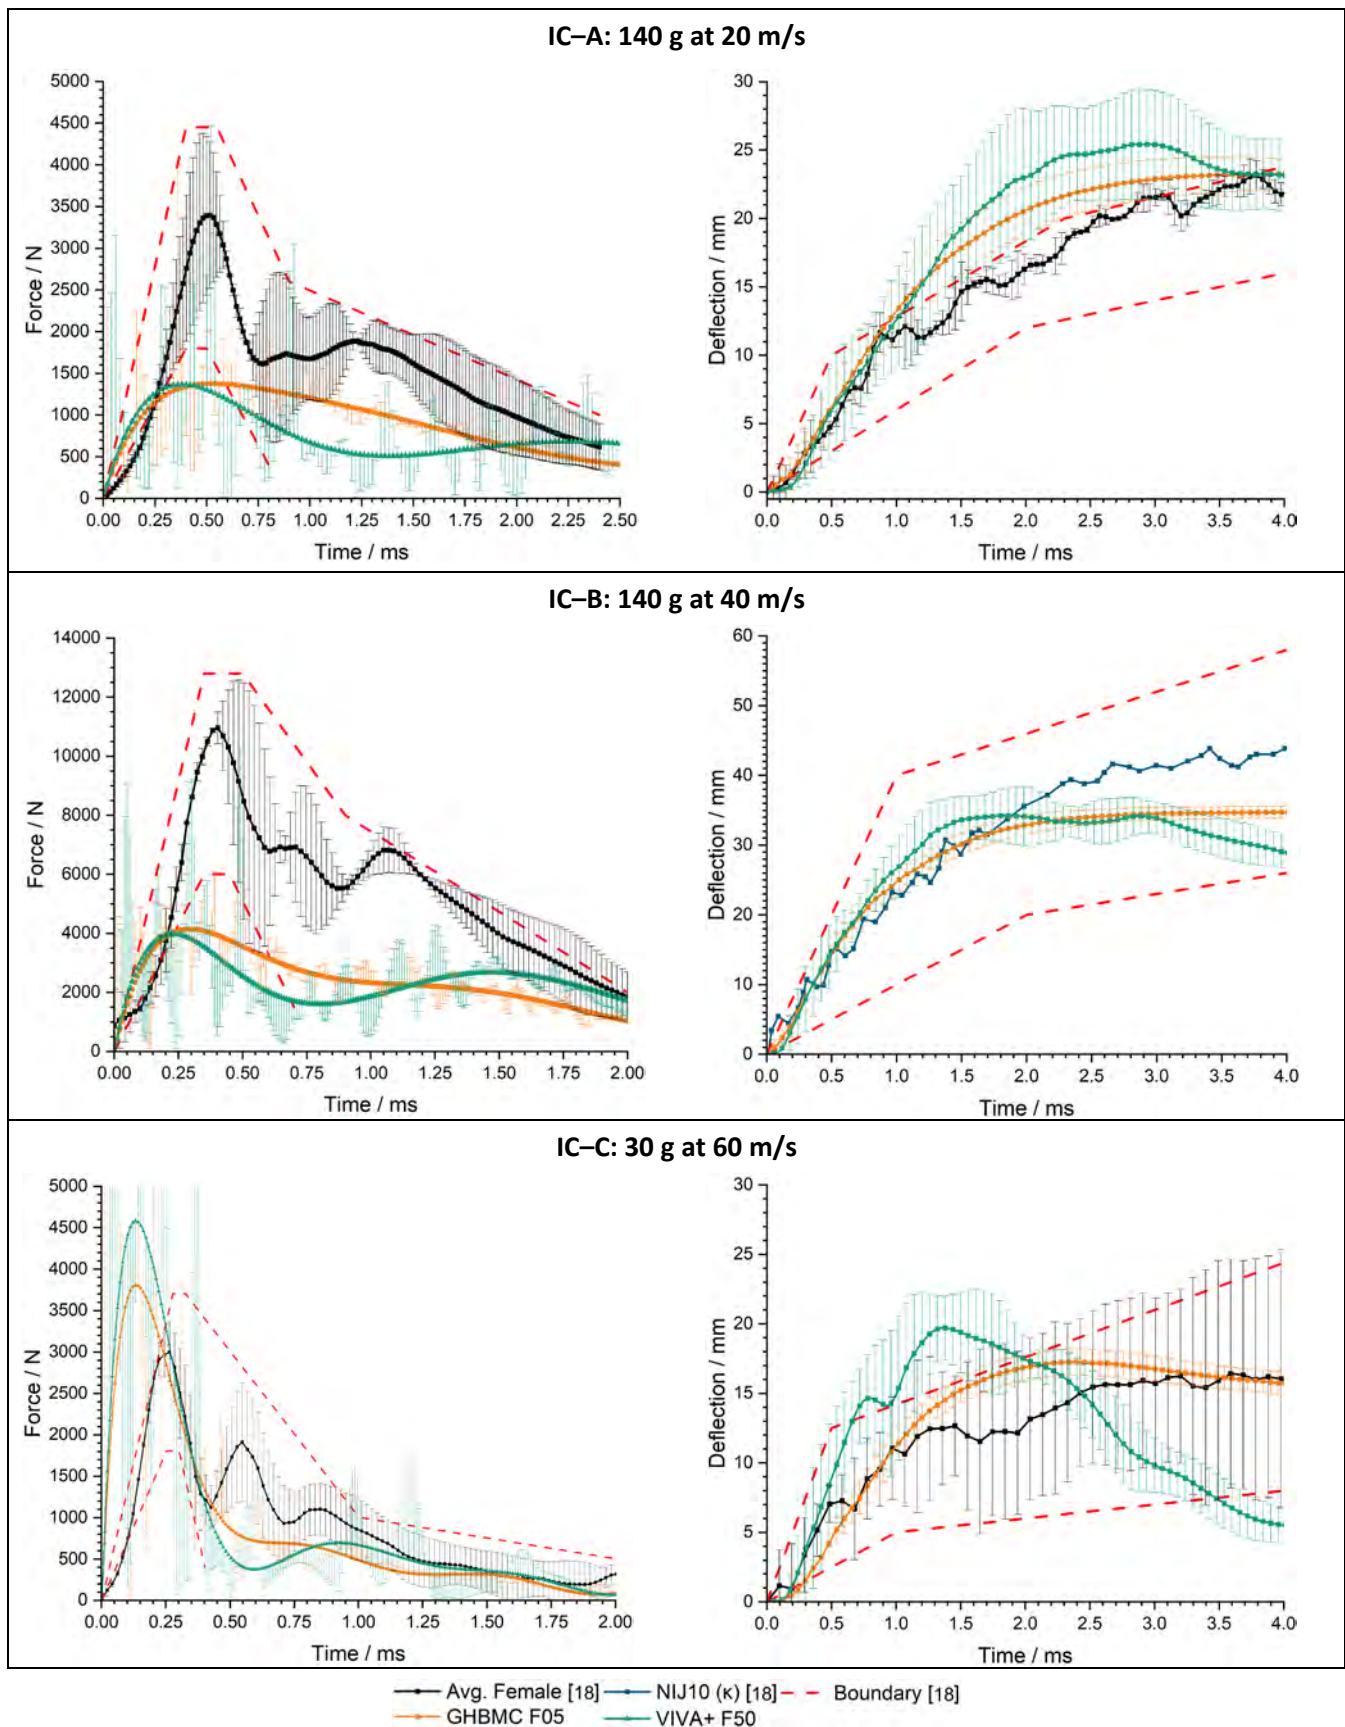 IC–A: 140 g at 20 m/s
5000
4500
4000
3500
3000
2500
2000
1500
1000
500
0
Force / N
0.00 0.25 0.50 0.75 1.00 1.25 1.50 1.75 2.00 2.25 2.50
Time / ms
30
25
20
15
10
5
0
Deflection / mm
0.0 0.5 1.0 1.5 2.0 2.5 3.0 3.5 4.0
Time / ms
IC–B: 140 g at 40 m/s
14000
12000
10000
8000
6000
4000
2000
0
Force / N
0.00 0.25 0.50 0.75 1.00 1.25 1.50 1.75 2.00
Time / ms
60
50
40
30
20
10
0
Deflection / mm
0.0 0.5 1.0 1.5 2.0 2.5 3.0 3.5 4.0
Time / ms
IC–C: 30 g at 60 m/s
5000
4500
4000
3500
3000
2500
2000
1500
1000
500
0
Force / N
0.00 0.25 0.50 0.75 1.00 1.25 1.50 1.75 2.00
Time / ms
30
25
20
15
10
5
0
Deflection / mm
0.0 0.5 1.0 1.5 2.0 2.5 3.0 3.5 4.0
Time / ms
Avg. Female [18] NIJ10 (κ) [18] Boundary [18]
GHBMC F05 VIVA+ F50